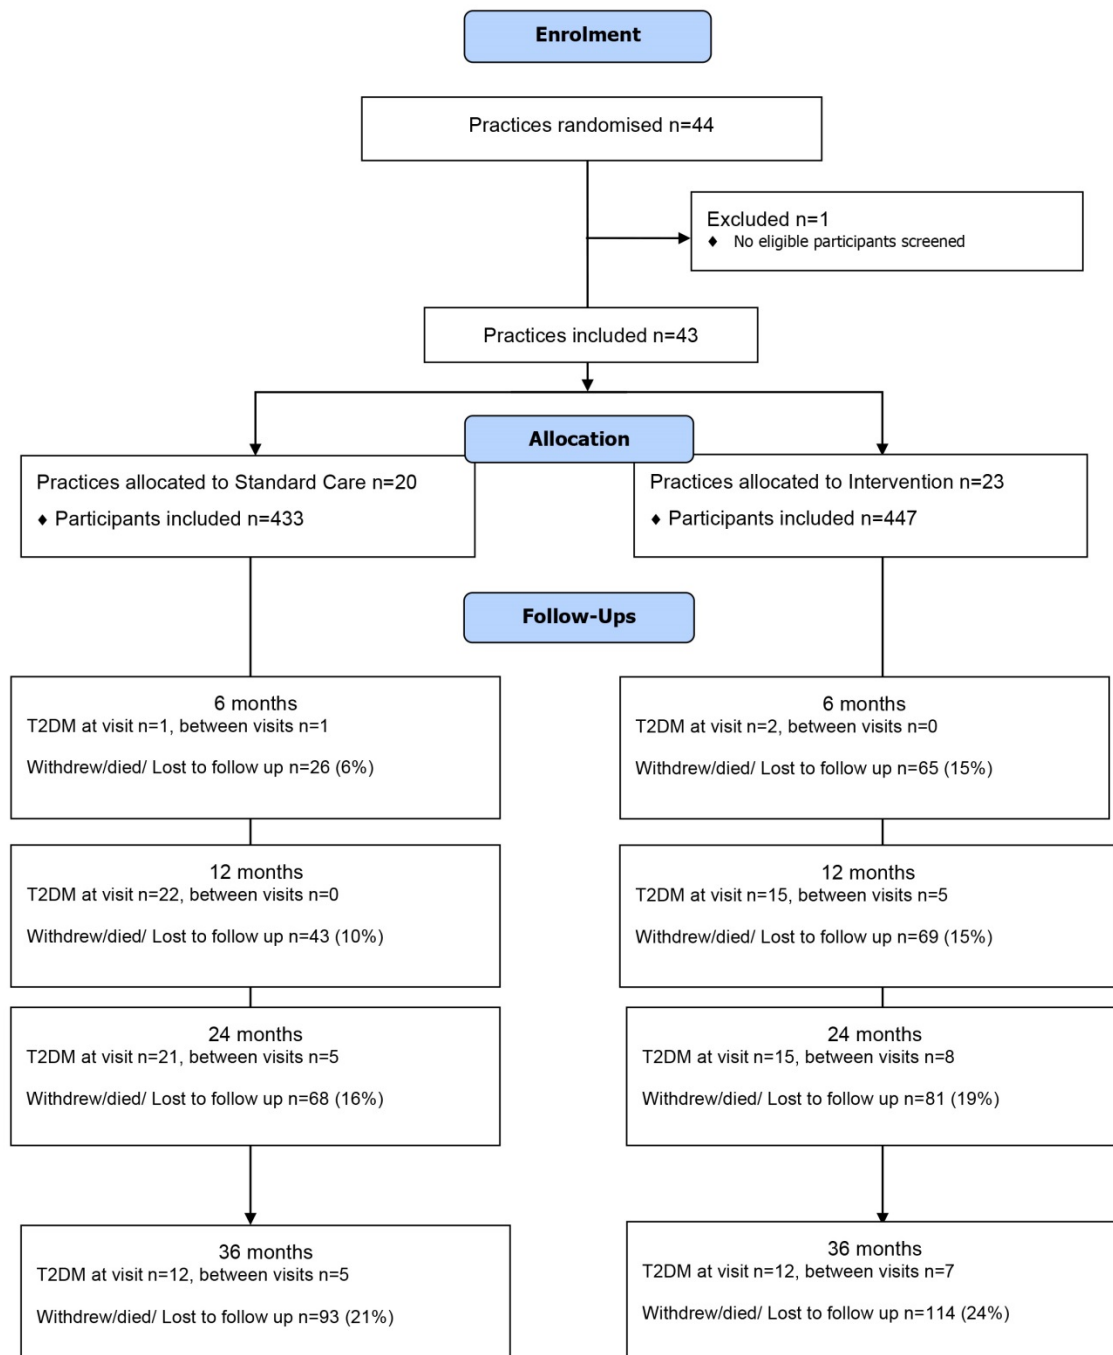 Enrolment
Practices randomised n=44
Excluded n=1
♦ No eligible participants screened
Practices included n=43
Allocation
Practices allocated to Standard Care n=20
♦ Participants included n=433
Practices allocated to Intervention n=23
♦ Participants included n=447
Follow-Ups
6 months
T2DM at visit n=1, between visits n=1
Withdrew/died/ Lost to follow up n=26 (6%)
6 months
T2DM at visit n=2, between visits n=0
Withdrew/died/ Lost to follow up n=65 (15%)
12 months
T2DM at visit n=22, between visits n=0
Withdrew/died/ Lost to follow up n=43 (10%)
12 months
T2DM at visit n=15, between visits n=5
Withdrew/died/ Lost to follow up n=69 (15%)
24 months
T2DM at visit n=21, between visits n=5
Withdrew/died/ Lost to follow up n=68 (16%)
24 months
T2DM at visit n=15, between visits n=8
Withdrew/died/ Lost to follow up n=81 (19%)
36 months
T2DM at visit n=12, between visits n=5
Withdrew/died/ Lost to follow up n=93 (21%)
36 months
T2DM at visit n=12, between visits n=7
Withdrew/died/ Lost to follow up n=114 (24%)